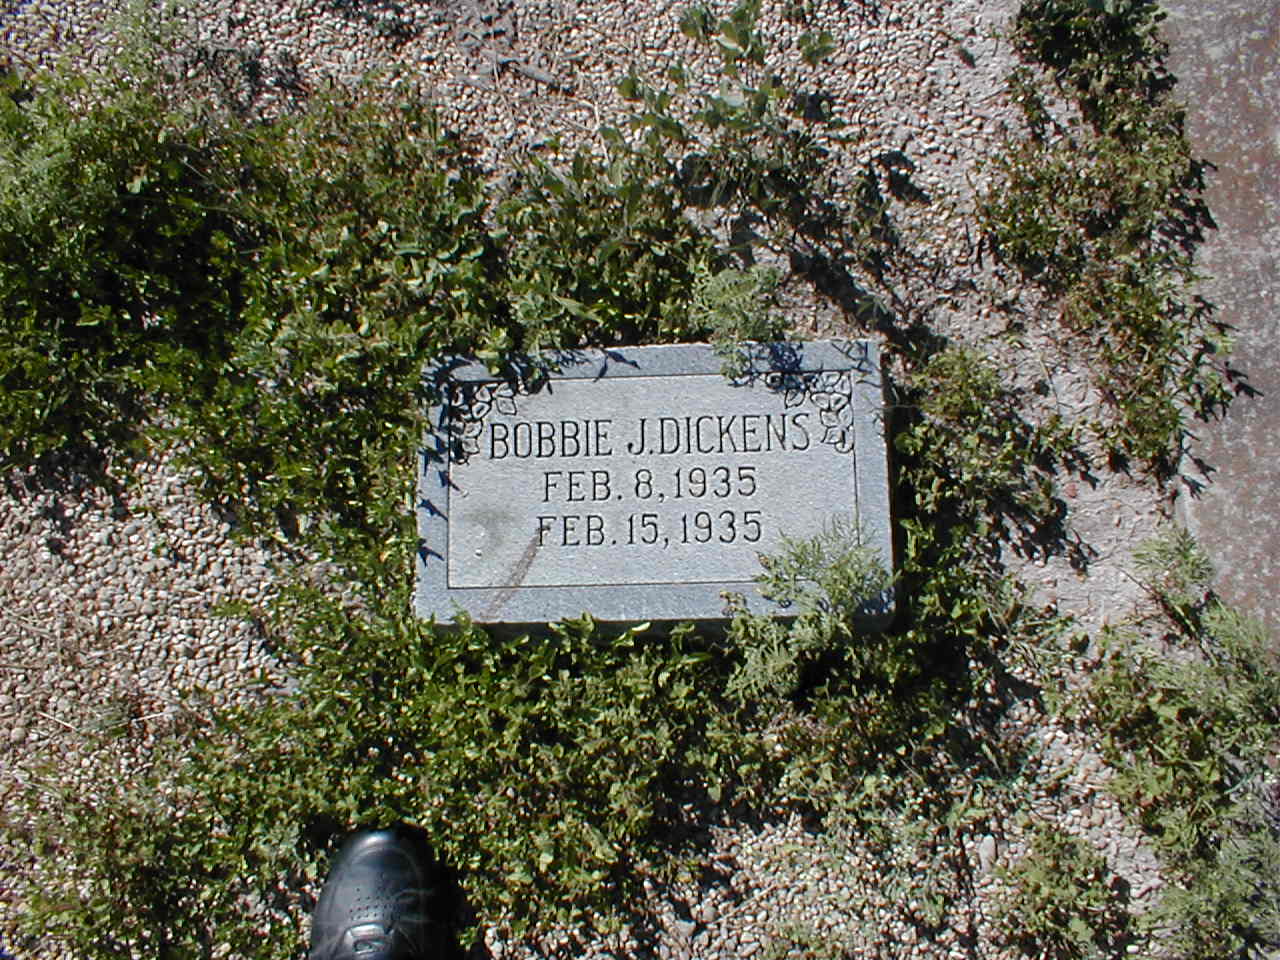 BOBBIE J. DICKENS
FEB. 8, 1935
FEB. 15, 1935